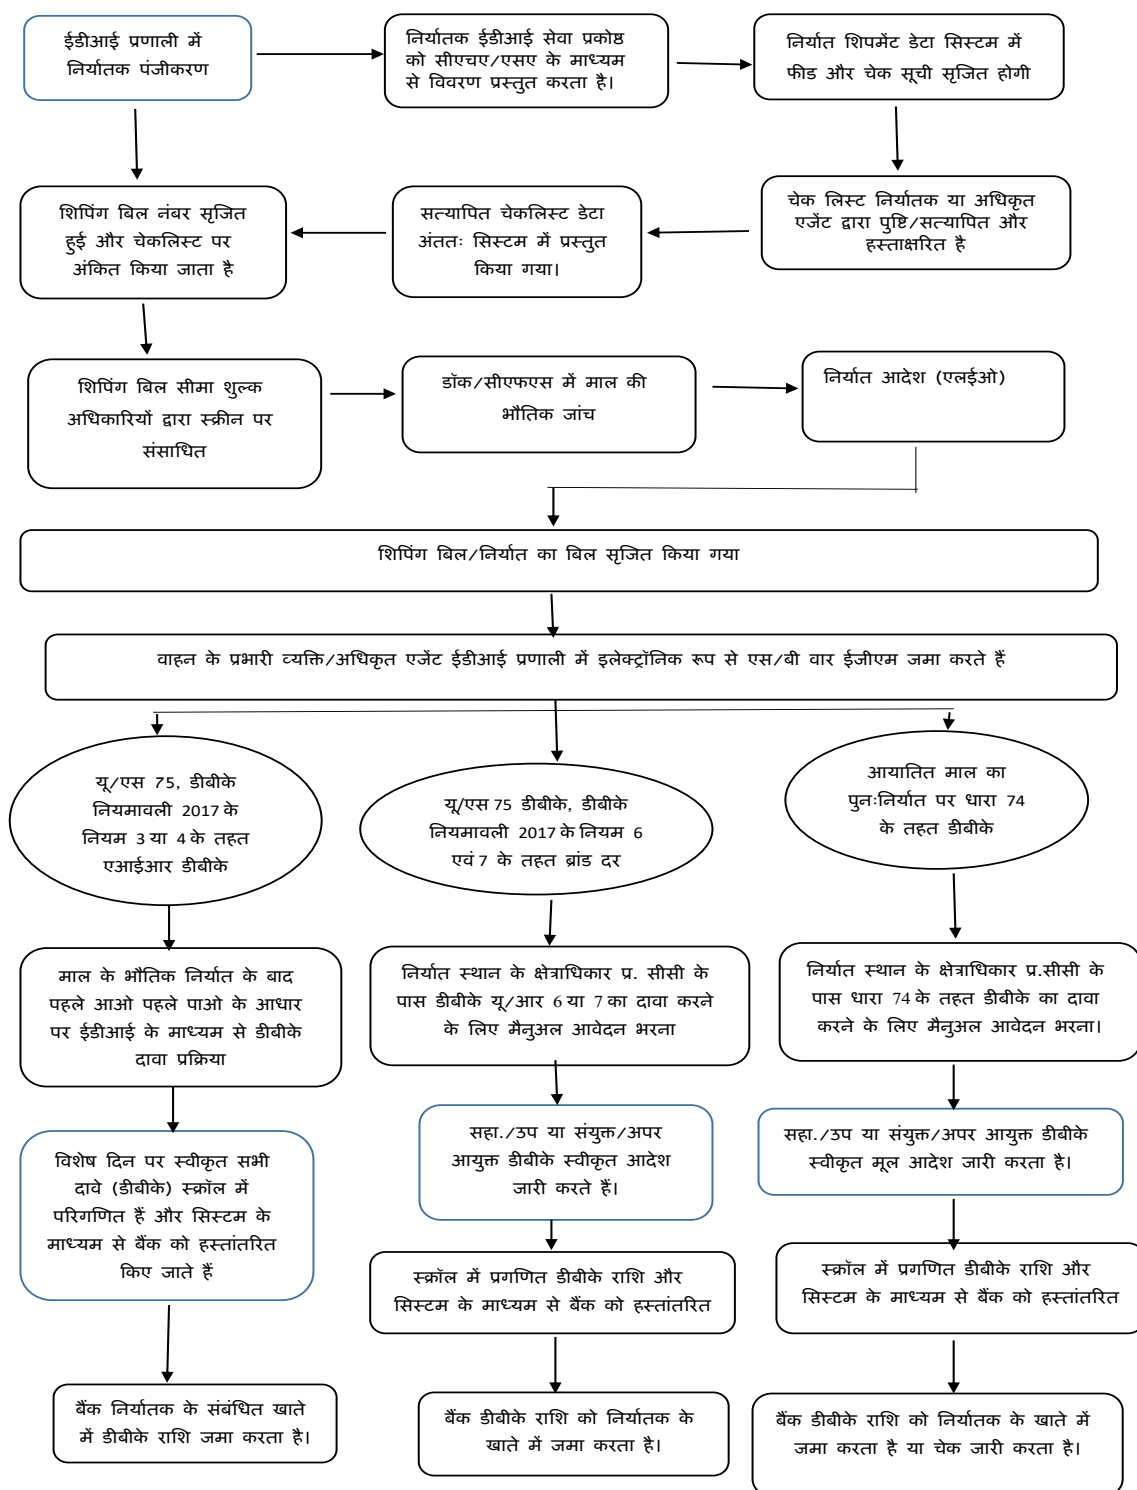 ईडीआई प्रणाली में
निर्यातक पंजीकरण
निर्यातक ईडीआई सेवा प्रकोष्ठ
को सीएचए/एसए के माध्यम
से विवरण प्रस्तुत करता है।
निर्यात शिपमेंट डेटा सिस्टम में
फीड और चेक सूची सृजित होगी
चेक लिस्ट निर्यातक या अधिकृत
एजेंट द्वारा पुष्टि/सत्यापित और
हस्ताक्षरित है
सत्यापित चेकलिस्ट डेटा
अंततः सिस्टम में प्रस्तुत
किया गया।
शिपिंग बिल नंबर सृजित
हुई और चेकलिस्ट पर
अंकित किया जाता है
शिपिंग बिल सीमा शुल्क
अधिकारियों द्वारा स्क्रीन पर
संसाधित
डॉक/सीएफएस में माल की
भौतिक जांच
निर्यात आदेश (एलईओ)
शिपिंग बिल/निर्यात का बिल सृजित किया गया
वाहन के प्रभारी व्यक्ति/अधिकृत एजेंट ईडीआई प्रणाली में इलेक्ट्रॉनिक रूप से एस/बी वार ईजीएम जमा करते हैं
यू/एस 75, डीबीके
नियमावली 2017 के
नियम 3 या 4 के तहत
एआईआर डीबीके
माल के भौतिक निर्यात के बाद
पहले आओ पहले पाओ के आधार
पर ईडीआई के माध्यम से डीबीके
दावा प्रक्रिया
विशेष दिन पर स्वीकृत सभी
दावे (डीबीके) स्क्रॉल में
परिगणित हैं और सिस्टम के
माध्यम से बैंक को हस्तांतरित
किए जाते हैं
बैंक निर्यातक के संबंधित खाते
में डीबीके राशि जमा करता है।
यू/एस 75 डीबीके, डीबीके
नियमावली 2017 के नियम 6
एवं 7 के तहत ब्रांड दर
निर्यात स्थान के क्षेत्राधिकार प्र. सीसी के
पास डीबीके यू/आर 6 या 7 का दावा करने
के लिए मैनुअल आवेदन भरना
सहा./उप या संयुक्त/अपर
आयुक्त डीबीके स्वीकृत आदेश
जारी करते हैं।
स्क्रॉल में प्रगणित डीबीके राशि और
सिस्टम के माध्यम से बैंक को हस्तांतरित
बैंक डीबीके राशि को निर्यातक के
खाते में जमा करता है।
आयातित माल का
पुनःनिर्यात पर धारा 74
के तहत डीबीके
निर्यात स्थान के क्षेत्राधिकार प्र.सीसी के
पास धारा 74 के तहत डीबीके का दावा
करने के लिए मैनुअल आवेदन भरना।
सहा./उप या संयुक्त/अपर आयुक्त डीबीके
स्वीकृत मूल आदेश जारी करता है।
स्क्रॉल में प्रगणित डीबीके राशि और
सिस्टम के माध्यम से बैंक को हस्तांतरित
बैंक डीबीके राशि को निर्यातक के खाते में
जमा करता है या चेक जारी करता है।